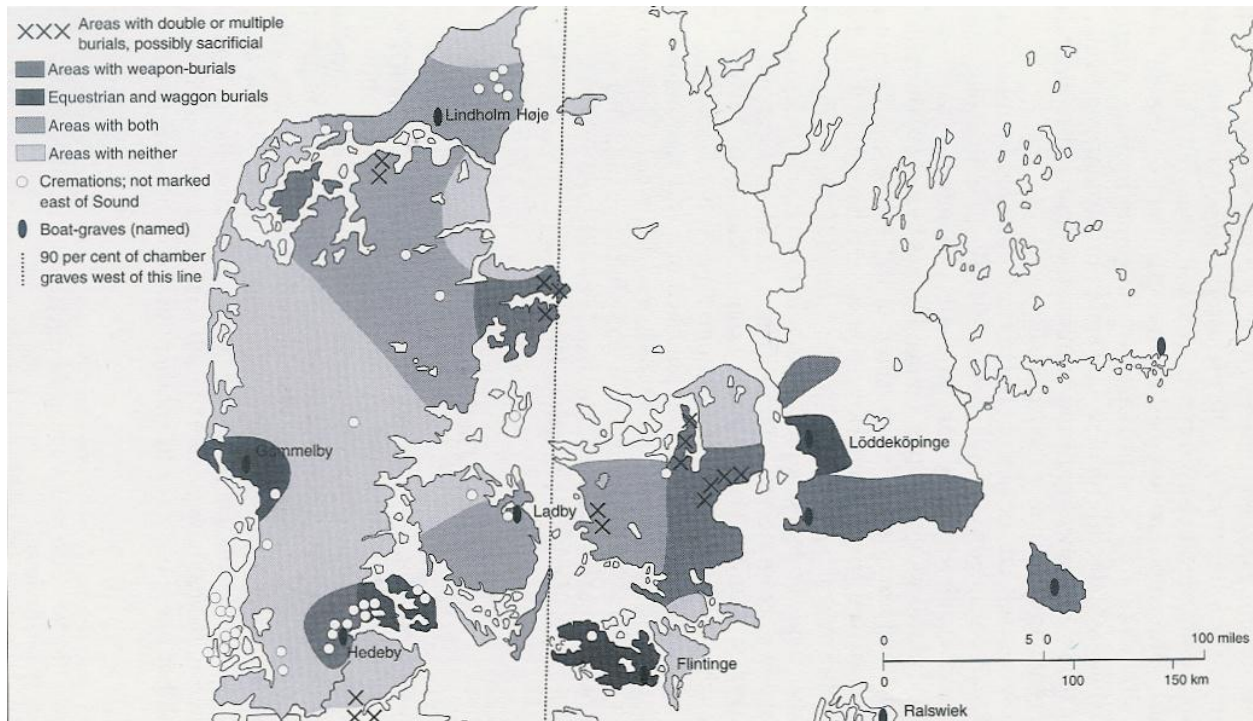 XXX Areas with double or multiple
burials, possibly sacrificial
Areas with weapon-burials
Equestrian and waggon burials
Areas with both
Areas with neither
Cremations; not marked
east of Sound
Boat-graves (named)
90 per cent of chamber
graves west of this line
Lindholm Høje
Gammelby
Löddeköpinge
Ladby
Hedeby
Flintinge
0 5 0 100 miles
0 100 150 km
Ralswiek